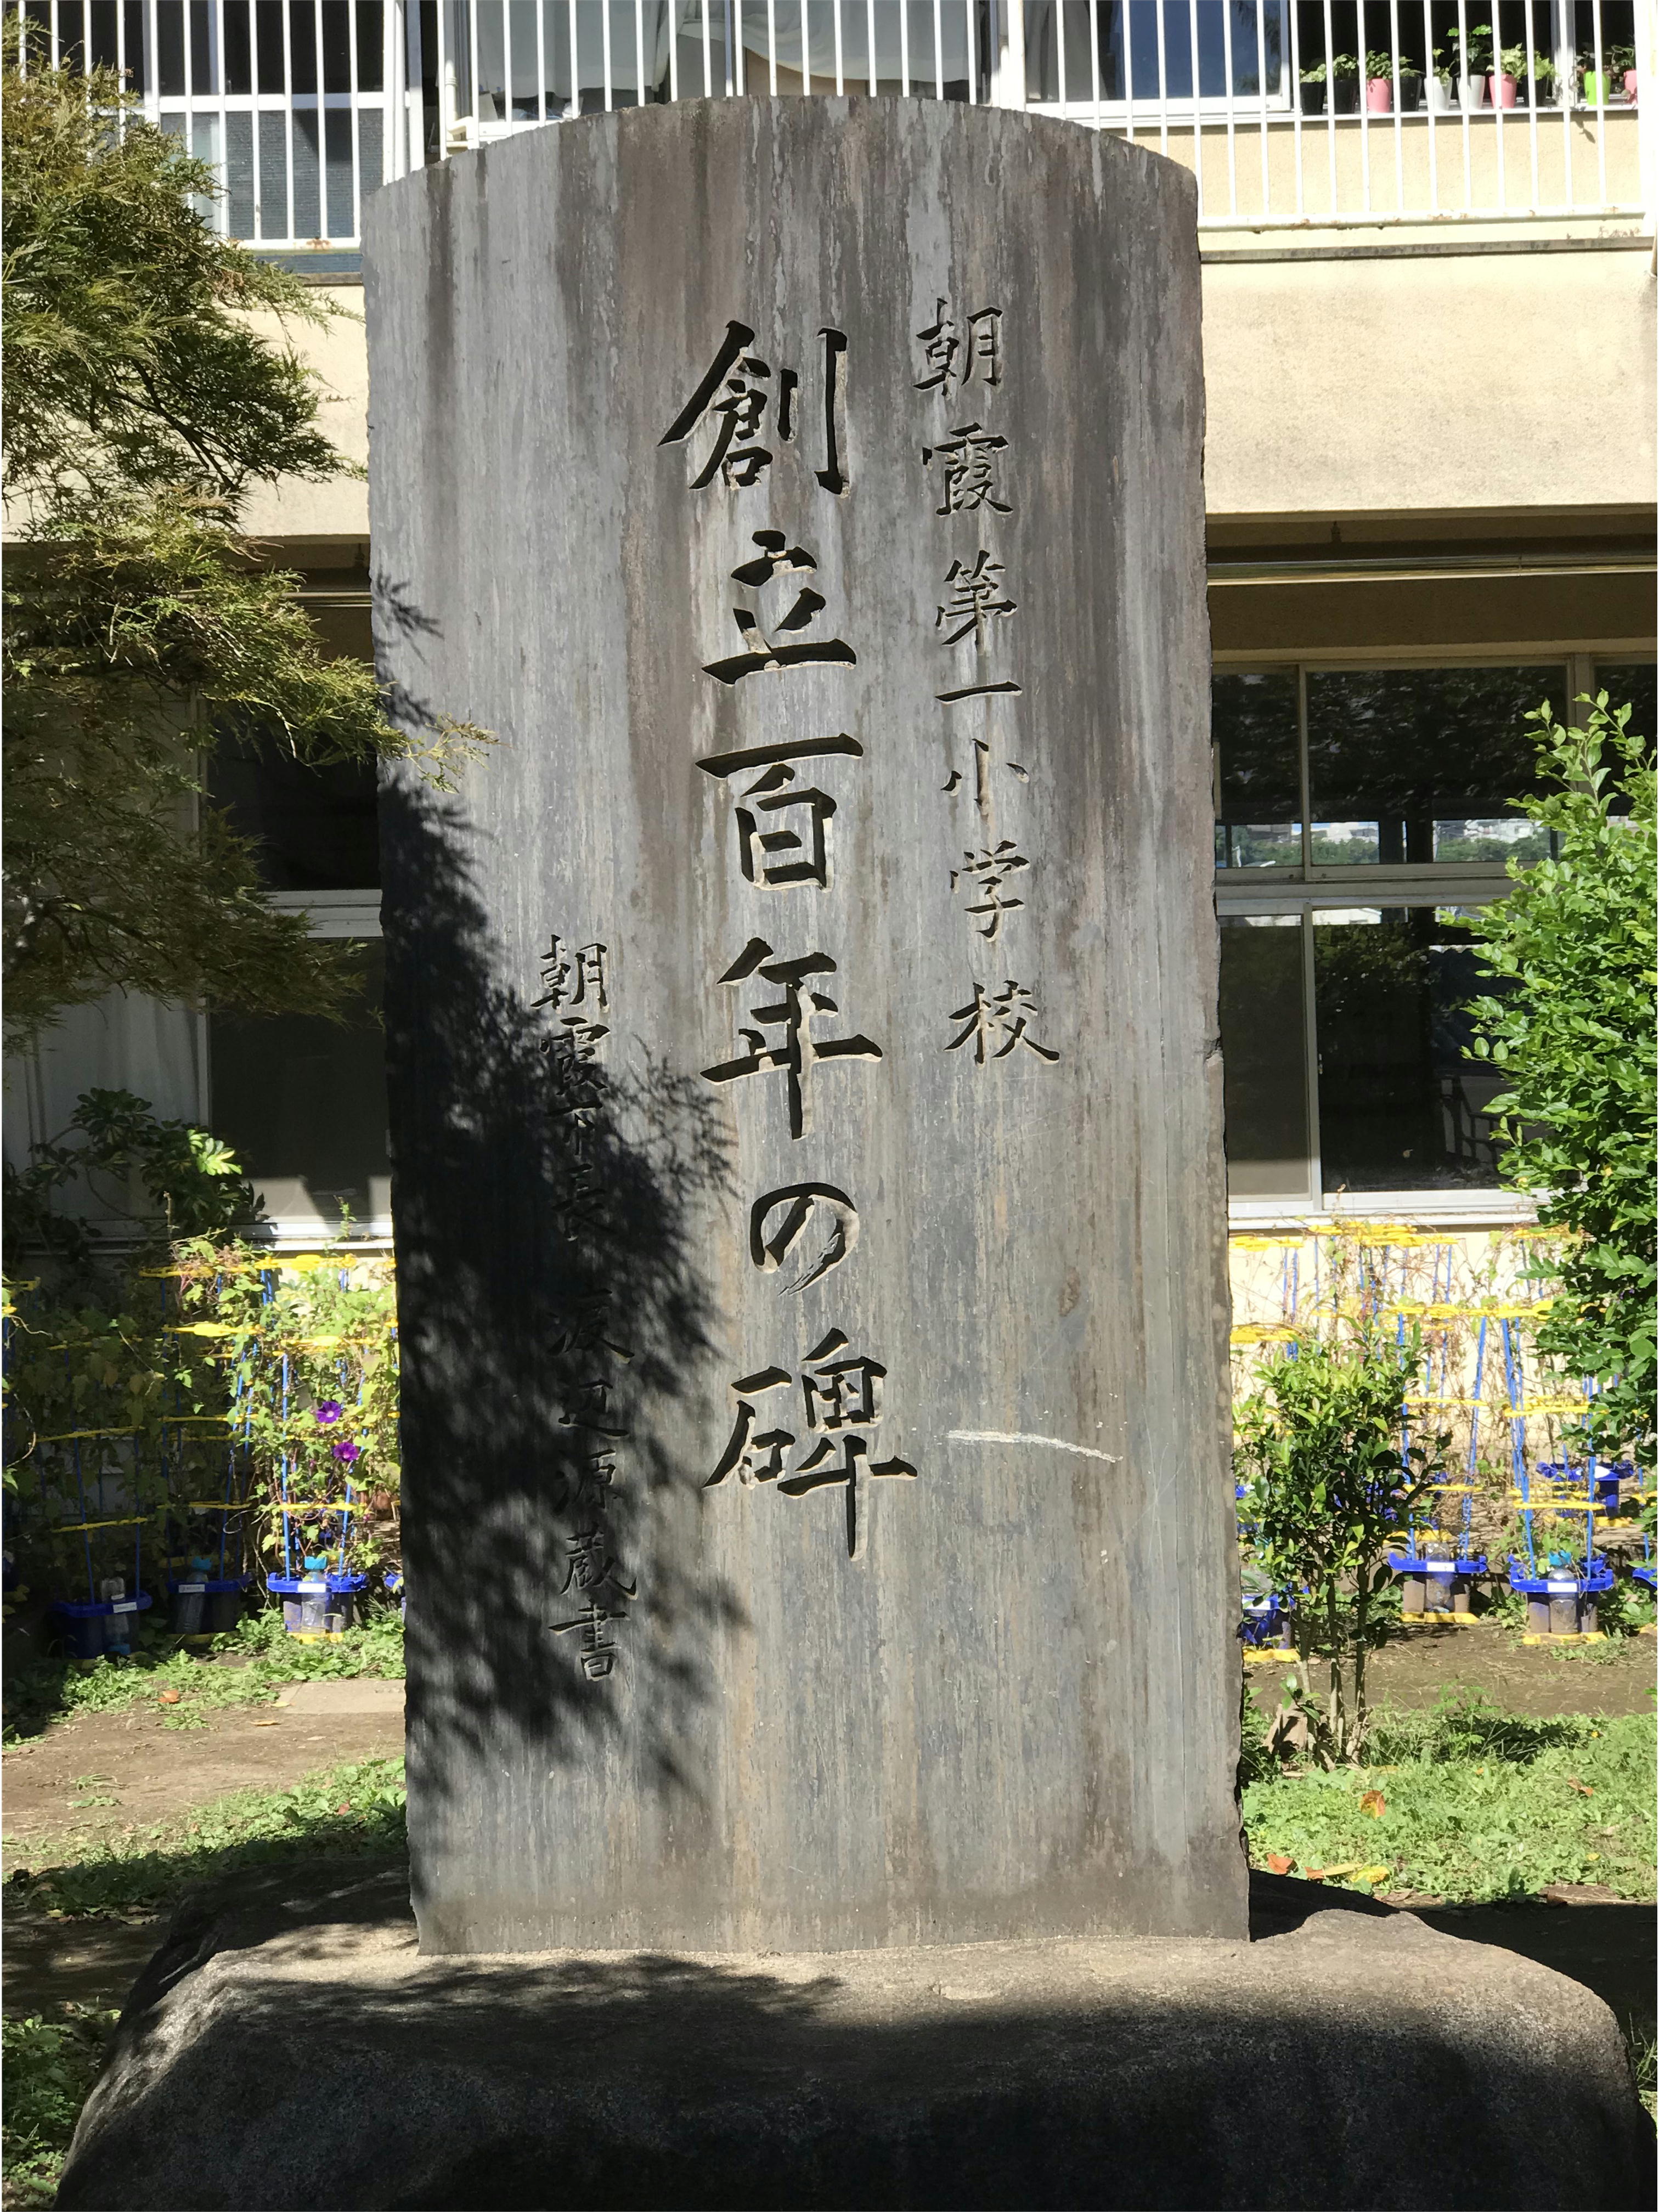 朝霞第一小学校
創立百年の碑
朝霞市長 渡辺源蔵書